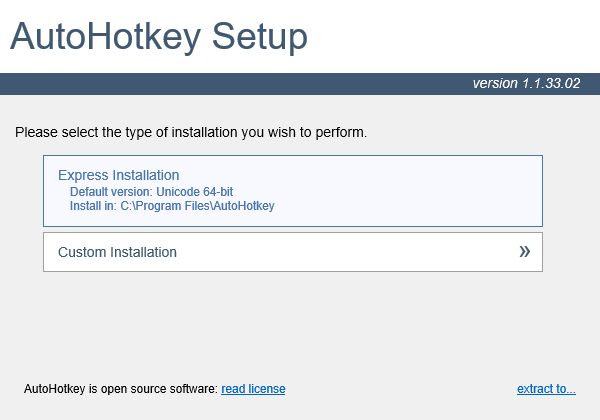 AutoHotkey Setup
version 1.1.33.02
Please select the type of installation you wish to perform.
Express Installation
Default version: Unicode 64-bit
Install in: C:\Program Files\AutoHotkey
Custom Installation »
AutoHotkey is open source software: read license extract to...